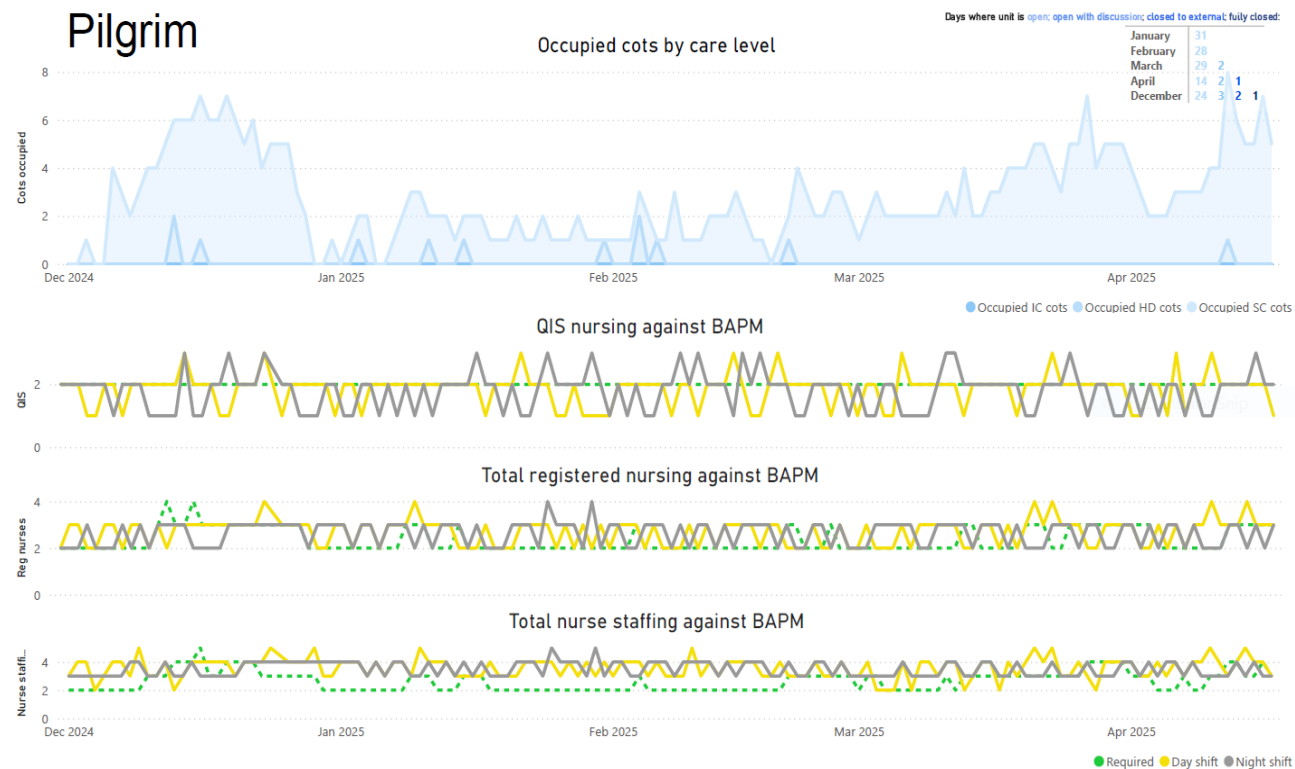 Pilgrim
Days where unit is open; open with discussion; closed to external; fully closed:
January 31
February 28
March 29 2
April 14 2 1
December 24 3 2 1
Occupied cots by care level
Cots occupied
8
6
4
2
0
Dec 2024 Jan 2025 Feb 2025 Mar 2025 Apr 2025
Occupied IC cots Occupied HD cots Occupied SC cots
QIS nursing against BAPM
QIS
2
0
Total registered nursing against BAPM
Reg nurses
4
2
0
Total nurse staffing against BAPM
Nurse staffi...
4
2
0
Dec 2024 Jan 2025 Feb 2025 Mar 2025 Apr 2025
Required Day shift Night shift